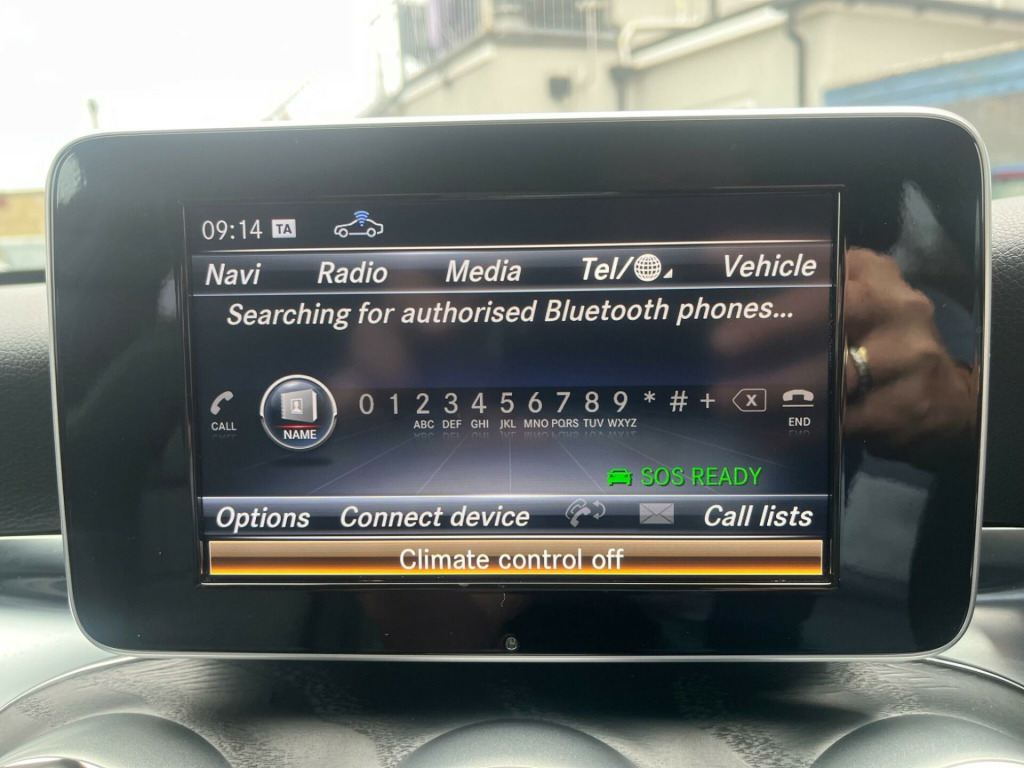 09:14 TA
Navi Radio Media Tel/ Vehicle
Searching for authorised Bluetooth phones...
0 1 2 3 4 5 6 7 8 9 * # + X
CALL NAME ABC DEF GHI JKL MNO PQRS TUV WXYZ END
SOS READY
Options Connect device Call lists
Climate control off